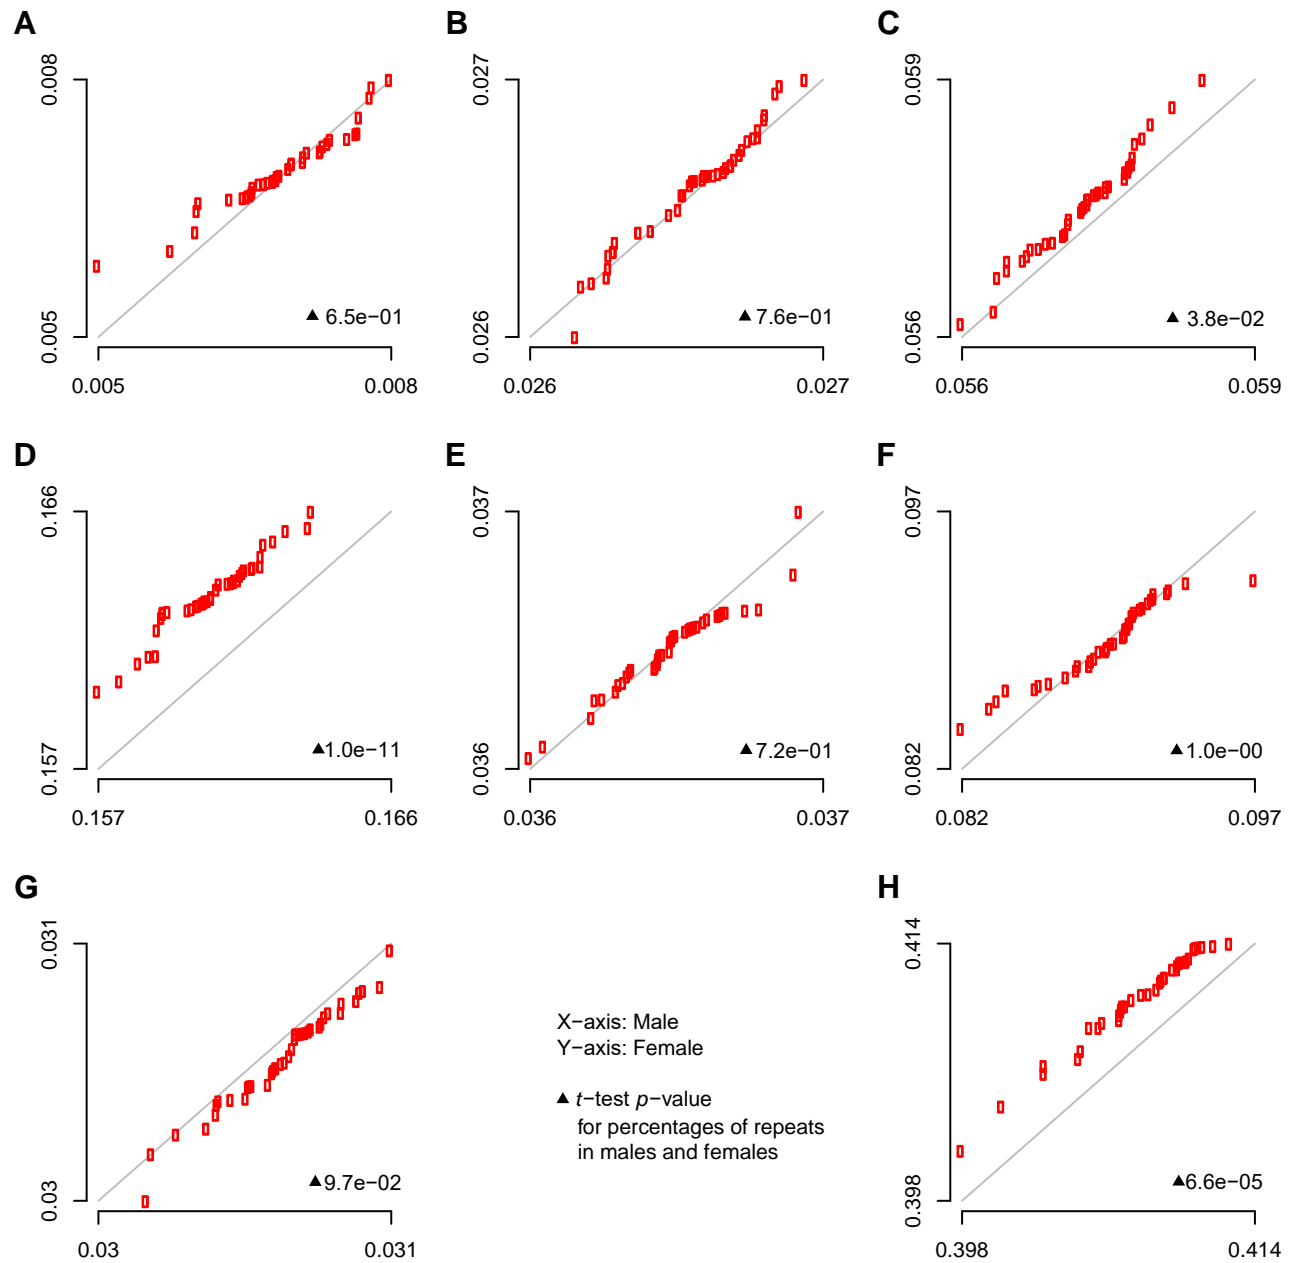 A
0.008
0.005
▲ 6.5e−01
0.005
0.008
B
0.027
0.026
▲ 7.6e−01
0.026
0.027
C
0.059
0.056
▲ 3.8e−02
0.056
0.059
D
0.166
0.157
▲1.0e−11
0.157
0.166
E
0.037
0.036
▲7.2e−01
0.036
0.037
F
0.097
0.082
▲1.0e−00
0.082
0.097
G
0.031
0.03
▲9.7e−02
0.03
0.031
X−axis: Male
Y−axis: Female
▲ t−test p−value
for percentages of repeats
in males and females
H
0.414
0.398
▲6.6e−05
0.398
0.414